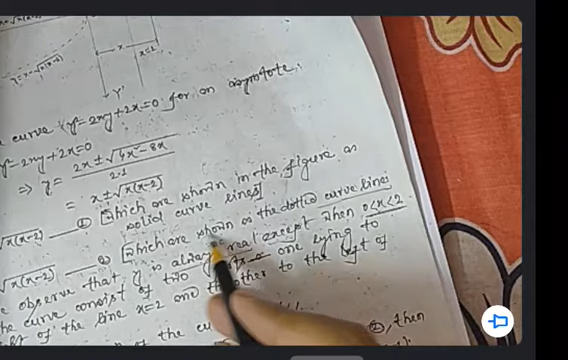 x
x=2
Y'
curve y²-2xy+2x=0 for an asymptote.
y²-2xy+2x=0
⇒ y = 2x±√4x²-8x / 2·1
= x±√x(x-2)
√x(x-2) — ① [which are shown in the figure as
solid curve lines]
√x(x-2) — ② [which are shown as the dotted curve lines
observe that y is always real except when 0<x<2
the curve consist of two one lying to
of the line x=2 and the other to the left of
of the
②, then